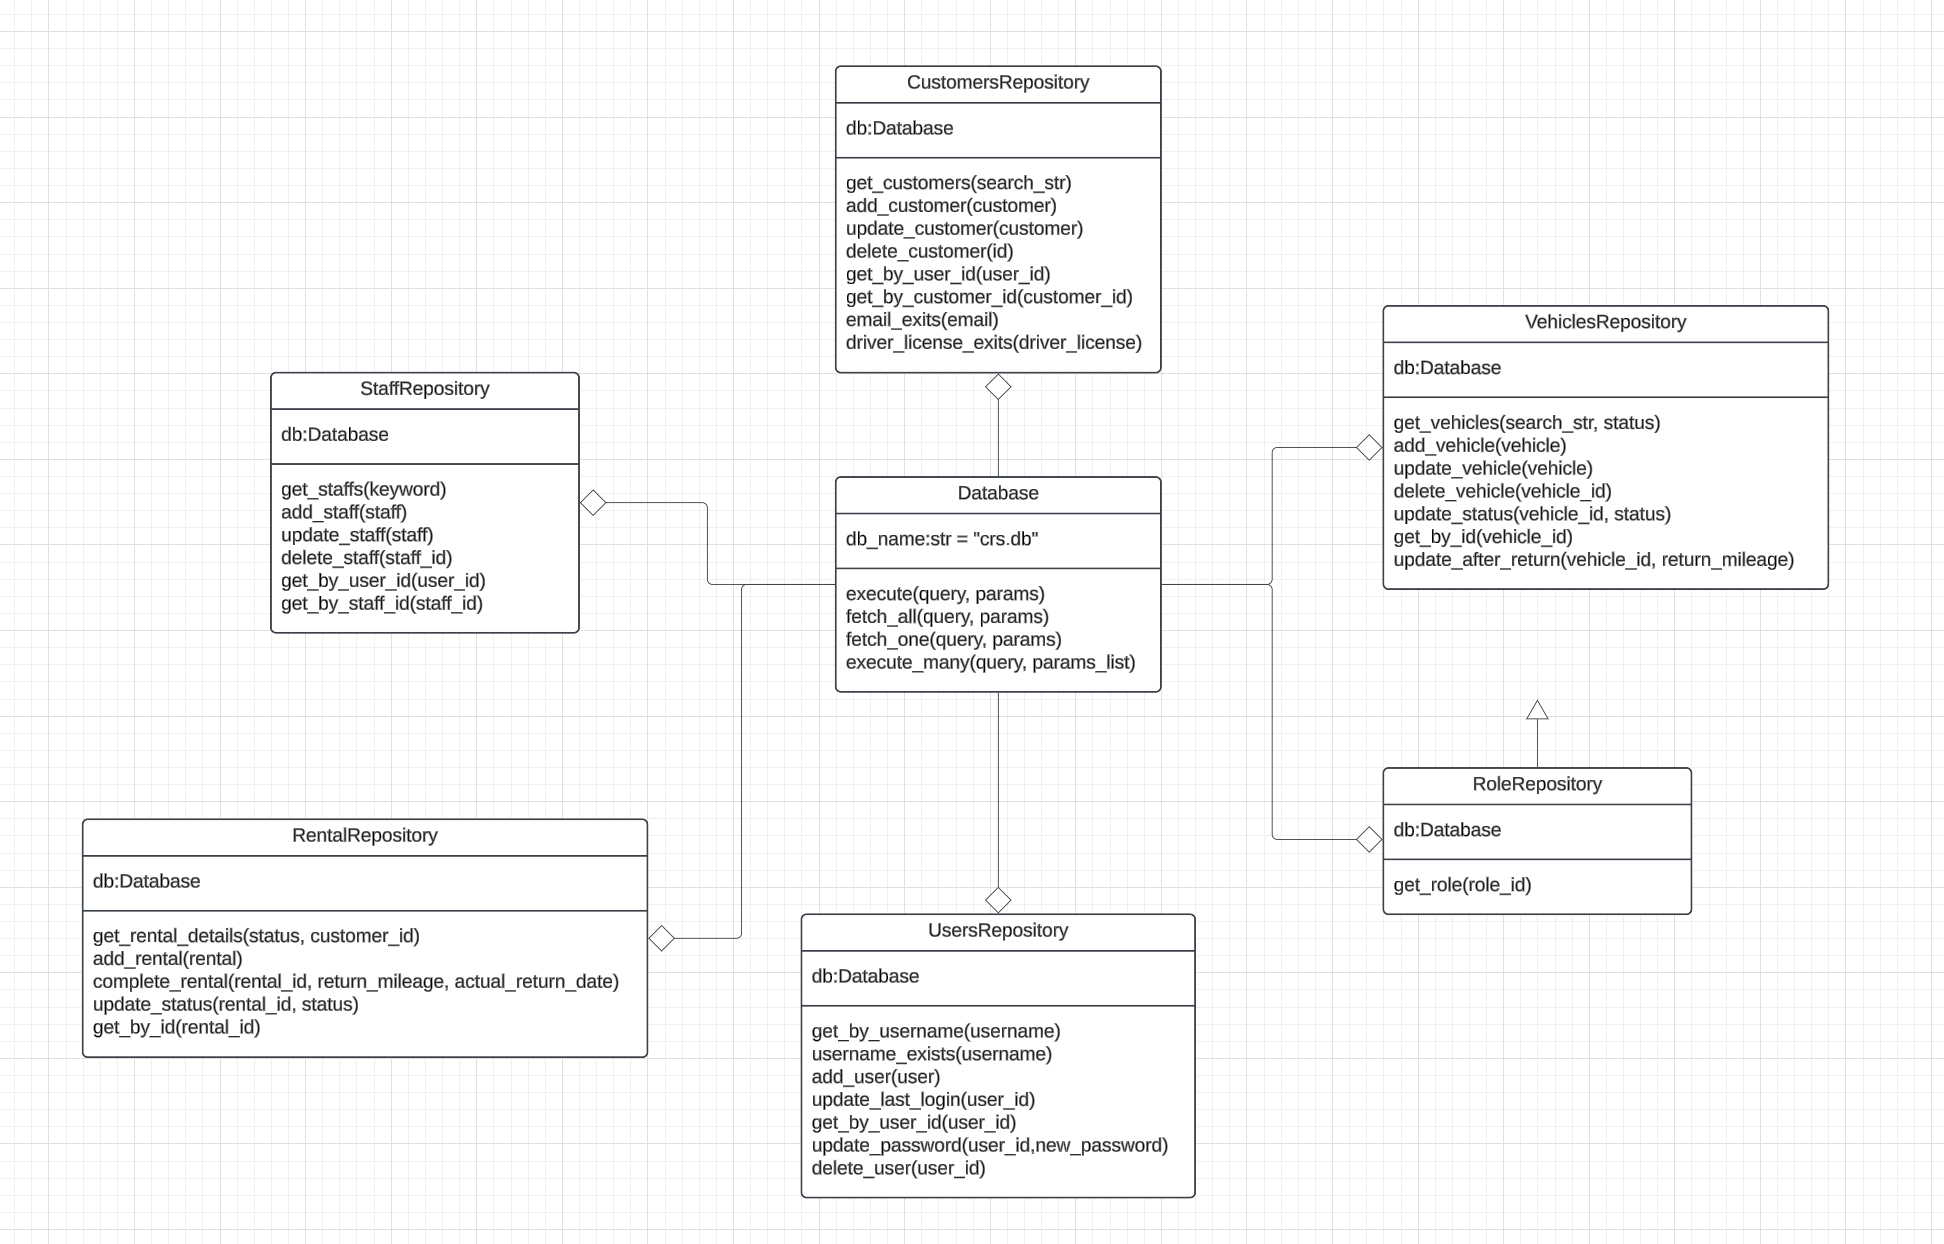 CustomersRepository
db:Database
get_customers(search_str)
add_customer(customer)
update_customer(customer)
delete_customer(id)
get_by_user_id(user_id)
get_by_customer_id(customer_id)
email_exits(email)
driver_license_exits(driver_license)
VehiclesRepository
db:Database
get_vehicles(search_str, status)
add_vehicle(vehicle)
update_vehicle(vehicle)
delete_vehicle(vehicle_id)
update_status(vehicle_id, status)
get_by_id(vehicle_id)
update_after_return(vehicle_id, return_mileage)
StaffRepository
db:Database
get_staffs(keyword)
add_staff(staff)
update_staff(staff)
delete_staff(staff_id)
get_by_user_id(user_id)
get_by_staff_id(staff_id)
Database
db_name:str = "crs.db"
execute(query, params)
fetch_all(query, params)
fetch_one(query, params)
execute_many(query, params_list)
RoleRepository
db:Database
get_role(role_id)
RentalRepository
db:Database
get_rental_details(status, customer_id)
add_rental(rental)
complete_rental(rental_id, return_mileage, actual_return_date)
update_status(rental_id, status)
get_by_id(rental_id)
UsersRepository
db:Database
get_by_username(username)
username_exists(username)
add_user(user)
update_last_login(user_id)
get_by_user_id(user_id)
update_password(user_id,new_password)
delete_user(user_id)